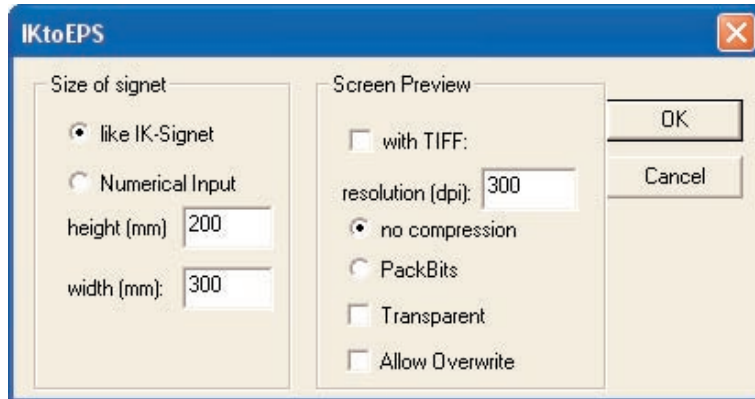 IKtoEPS
Size of signet
like IK-Signet
Numerical Input
height (mm) 200
width (mm): 300
Screen Preview
with TIFF:
resolution (dpi): 300
no compression
PackBits
Transparent
Allow Overwrite
OK
Cancel